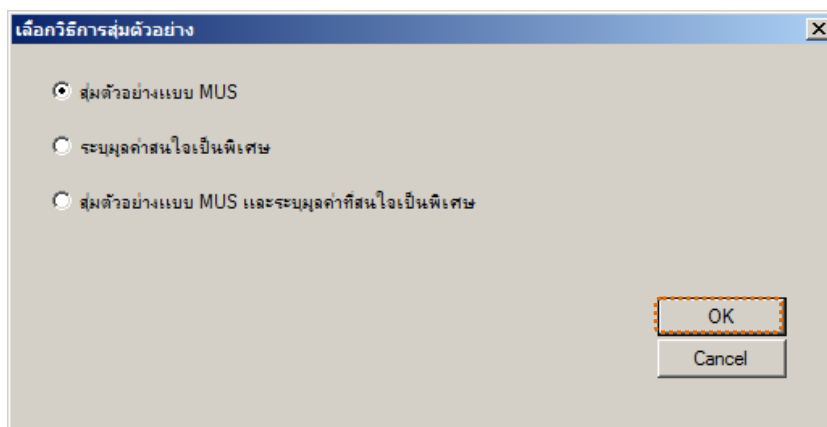 เลือกวิธีการสุ่มตัวอย่าง
สุ่มตัวอย่างแบบ MUS
ระบุมูลค่าสนใจเป็นพิเศษ
สุ่มตัวอย่างแบบ MUS และระบุมูลค่าที่สนใจเป็นพิเศษ
OK
Cancel